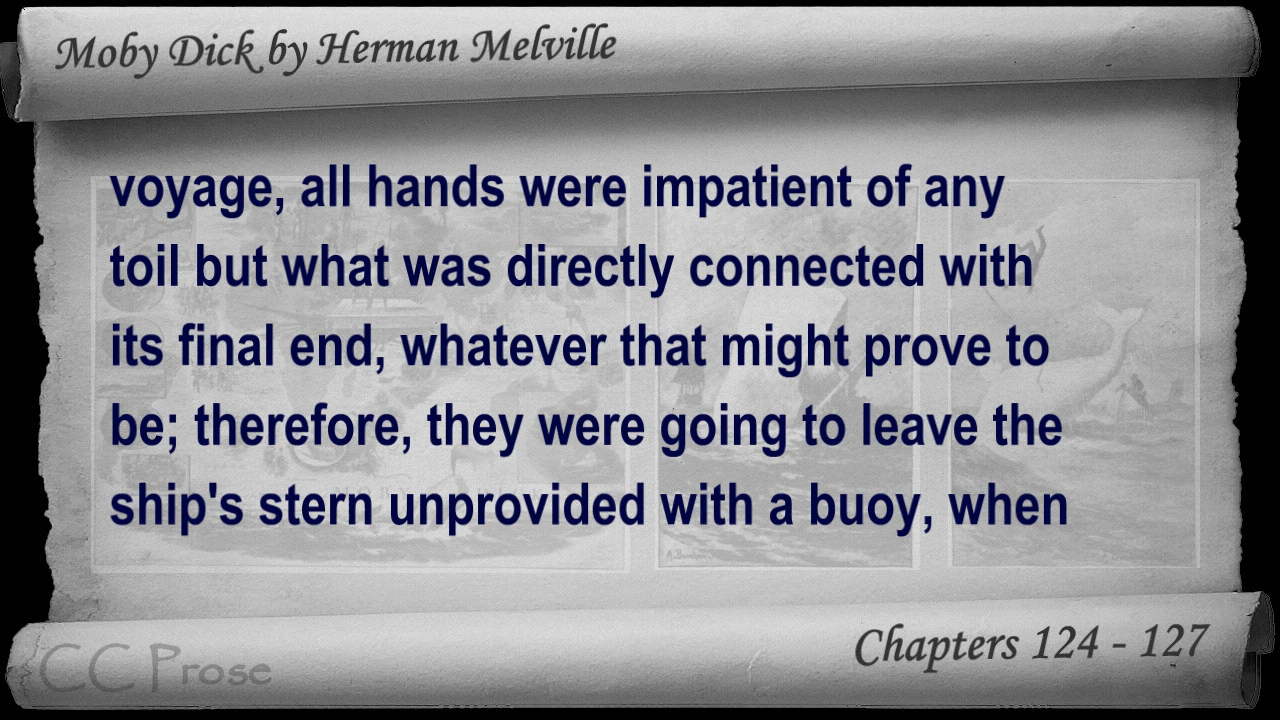 Moby Dick by Herman Melville
voyage, all hands were impatient of any
toil but what was directly connected with
its final end, whatever that might prove to
be; therefore, they were going to leave the
ship's stern unprovided with a buoy, when
Chapters 124 - 127
CC Prose